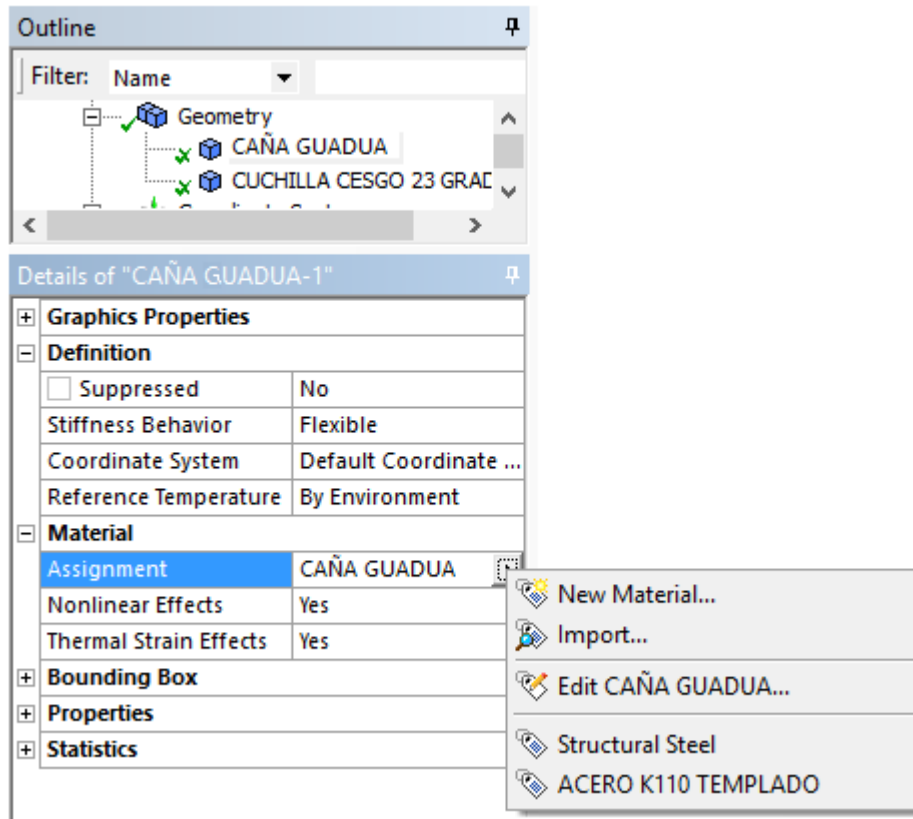 Outline
Filter: Name
Geometry
CAÑA GUADUA
CUCHILLA CESGO 23 GRAD
Details of "CAÑA GUADUA-1"
Graphics Properties
Definition
Suppressed No
Stiffness Behavior Flexible
Coordinate System Default Coordinate ...
Reference Temperature By Environment
Material
Assignment CAÑA GUADUA
Nonlinear Effects Yes
Thermal Strain Effects Yes
Bounding Box
Properties
Statistics
New Material...
Import...
Edit CAÑA GUADUA...
Structural Steel
ACERO K110 TEMPLADO